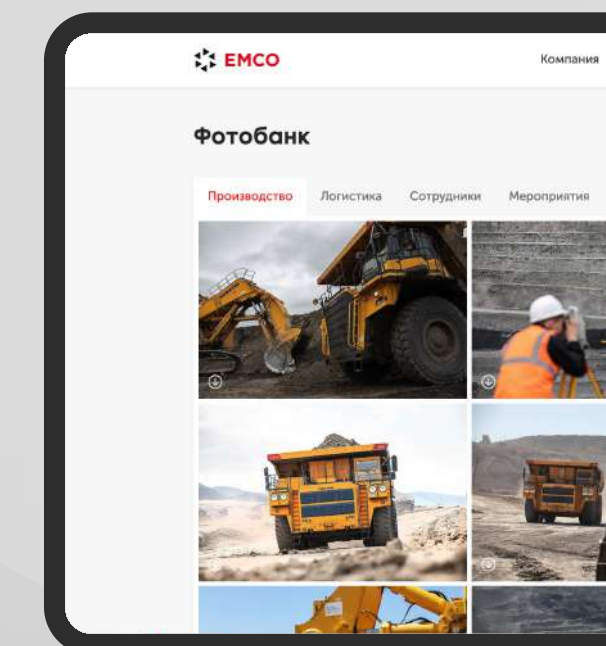 EMCO
Компания
Фотобанк
Производство
Логистика
Сотрудники
Мероприятия